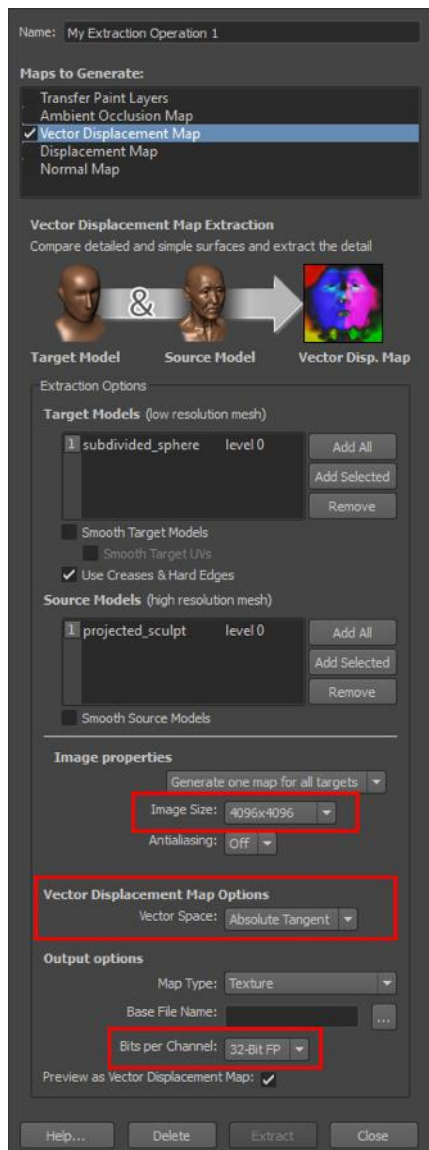 Name: My Extraction Operation 1
Maps to Generate:
Transfer Paint Layers
Ambient Occlusion Map
Vector Displacement Map
Displacement Map
Normal Map
Vector Displacement Map Extraction
Compare detailed and simple surfaces and extract the detail
&
Target Model Source Model Vector Disp. Map
Extraction Options
Target Models (low resolution mesh)
1 subdivided_sphere level 0 Add All
Add Selected
Remove
Smooth Target Models
Smooth Target UVs
Use Creases & Hard Edges
Source Models (high resolution mesh)
1 projected_sculpt level 0 Add All
Add Selected
Remove
Smooth Source Models
Image properties
Generate one map for all targets
Image Size: 4096x4096
Antialiasing: Off
Vector Displacement Map Options
Vector Space: Absolute Tangent
Output options
Map Type: Texture
Base File Name: ...
Bits per Channel: 32-Bit FP
Preview as Vector Displacement Map:
Help... Delete Extract Close